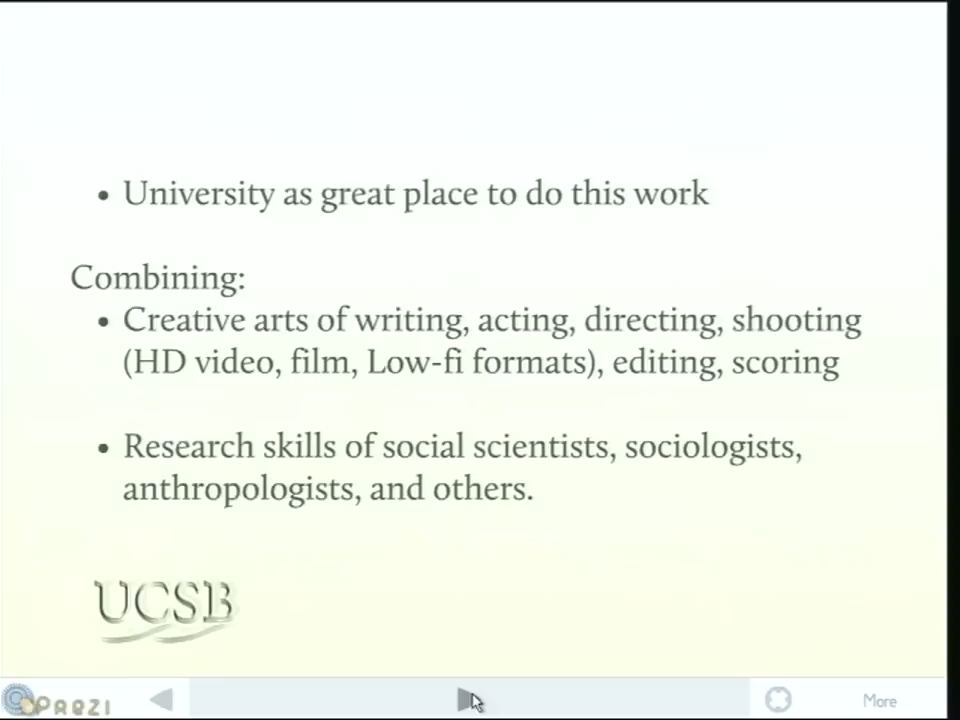 • University as great place to do this work
Combining:
• Creative arts of writing, acting, directing, shooting
(HD video, film, Low-fi formats), editing, scoring
• Research skills of social scientists, sociologists,
anthropologists, and others.
UCSB
PREZI
More